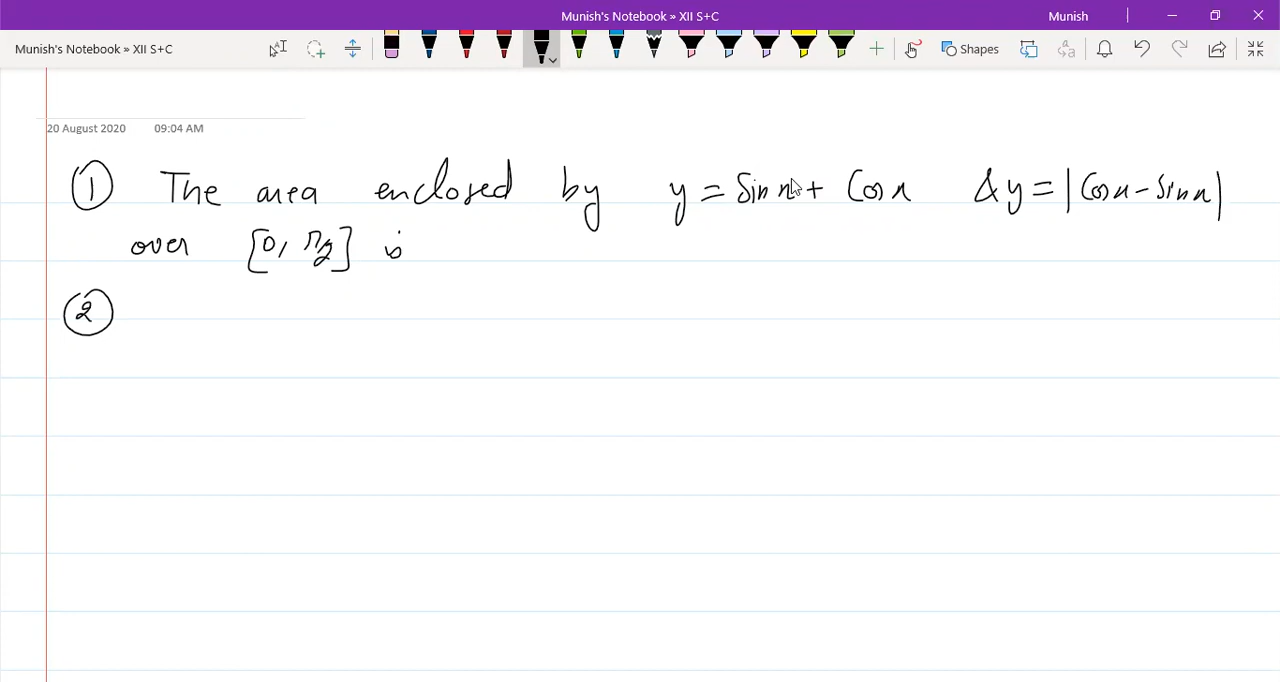 Munish's Notebook » XII S+C
Munish
Munish's Notebook » XII S+C
Shapes
20 August 2020 09:04 AM
① The area enclosed by y = Sin x + Cos x & y = |Cos x - Sin x|
over [0, π/2] is
②